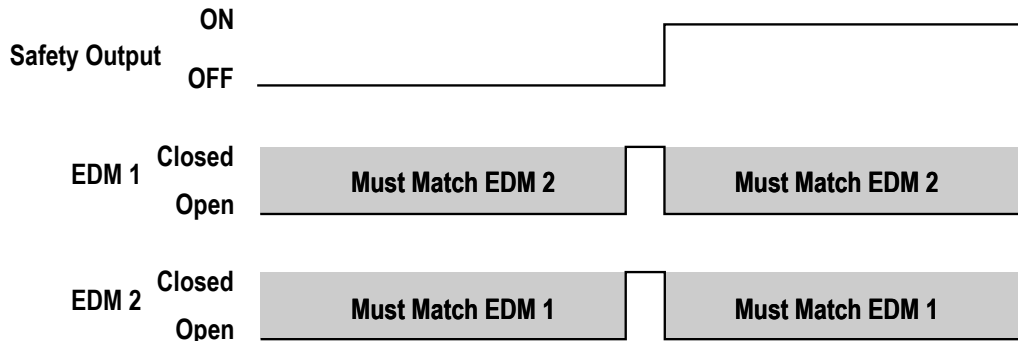 ON
Safety Output
OFF
Closed
EDM 1
Must Match EDM 2
Must Match EDM 2
Open
Closed
EDM 2
Must Match EDM 1
Must Match EDM 1
Open